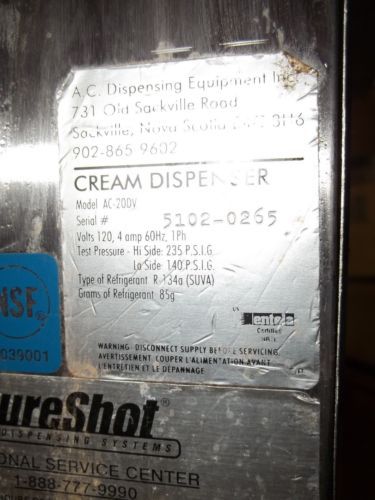 A.C. Dispensing Equipment Inc.
731 Old Sackville Road
Sackville, Nova Scotia
902-865 9602
CREAM DISPENSER
Model AC-20DV
Serial # 5102-0265
Volts 120, 4 amp 60Hz, 1Ph
Test Pressure - Hi Side: 235 P.S.I.G.
Lo Side: 140 P.S.I.G.
Type of Refrigerant R 134a (SUVA)
Grams of Refrigerant 85g
Certified
WARNING: DISCONNECT SUPPLY BEFORE SERVICING.
AVERTISSEMENT COUPER L'ALIMENTATION AVANT
L'ENTRETIEN ET LE DÉPANNAGE
NSF
039001
ureShot®
DISPENSING SYSTEMS
ONAL SERVICE CENTER
1-888-777-9990